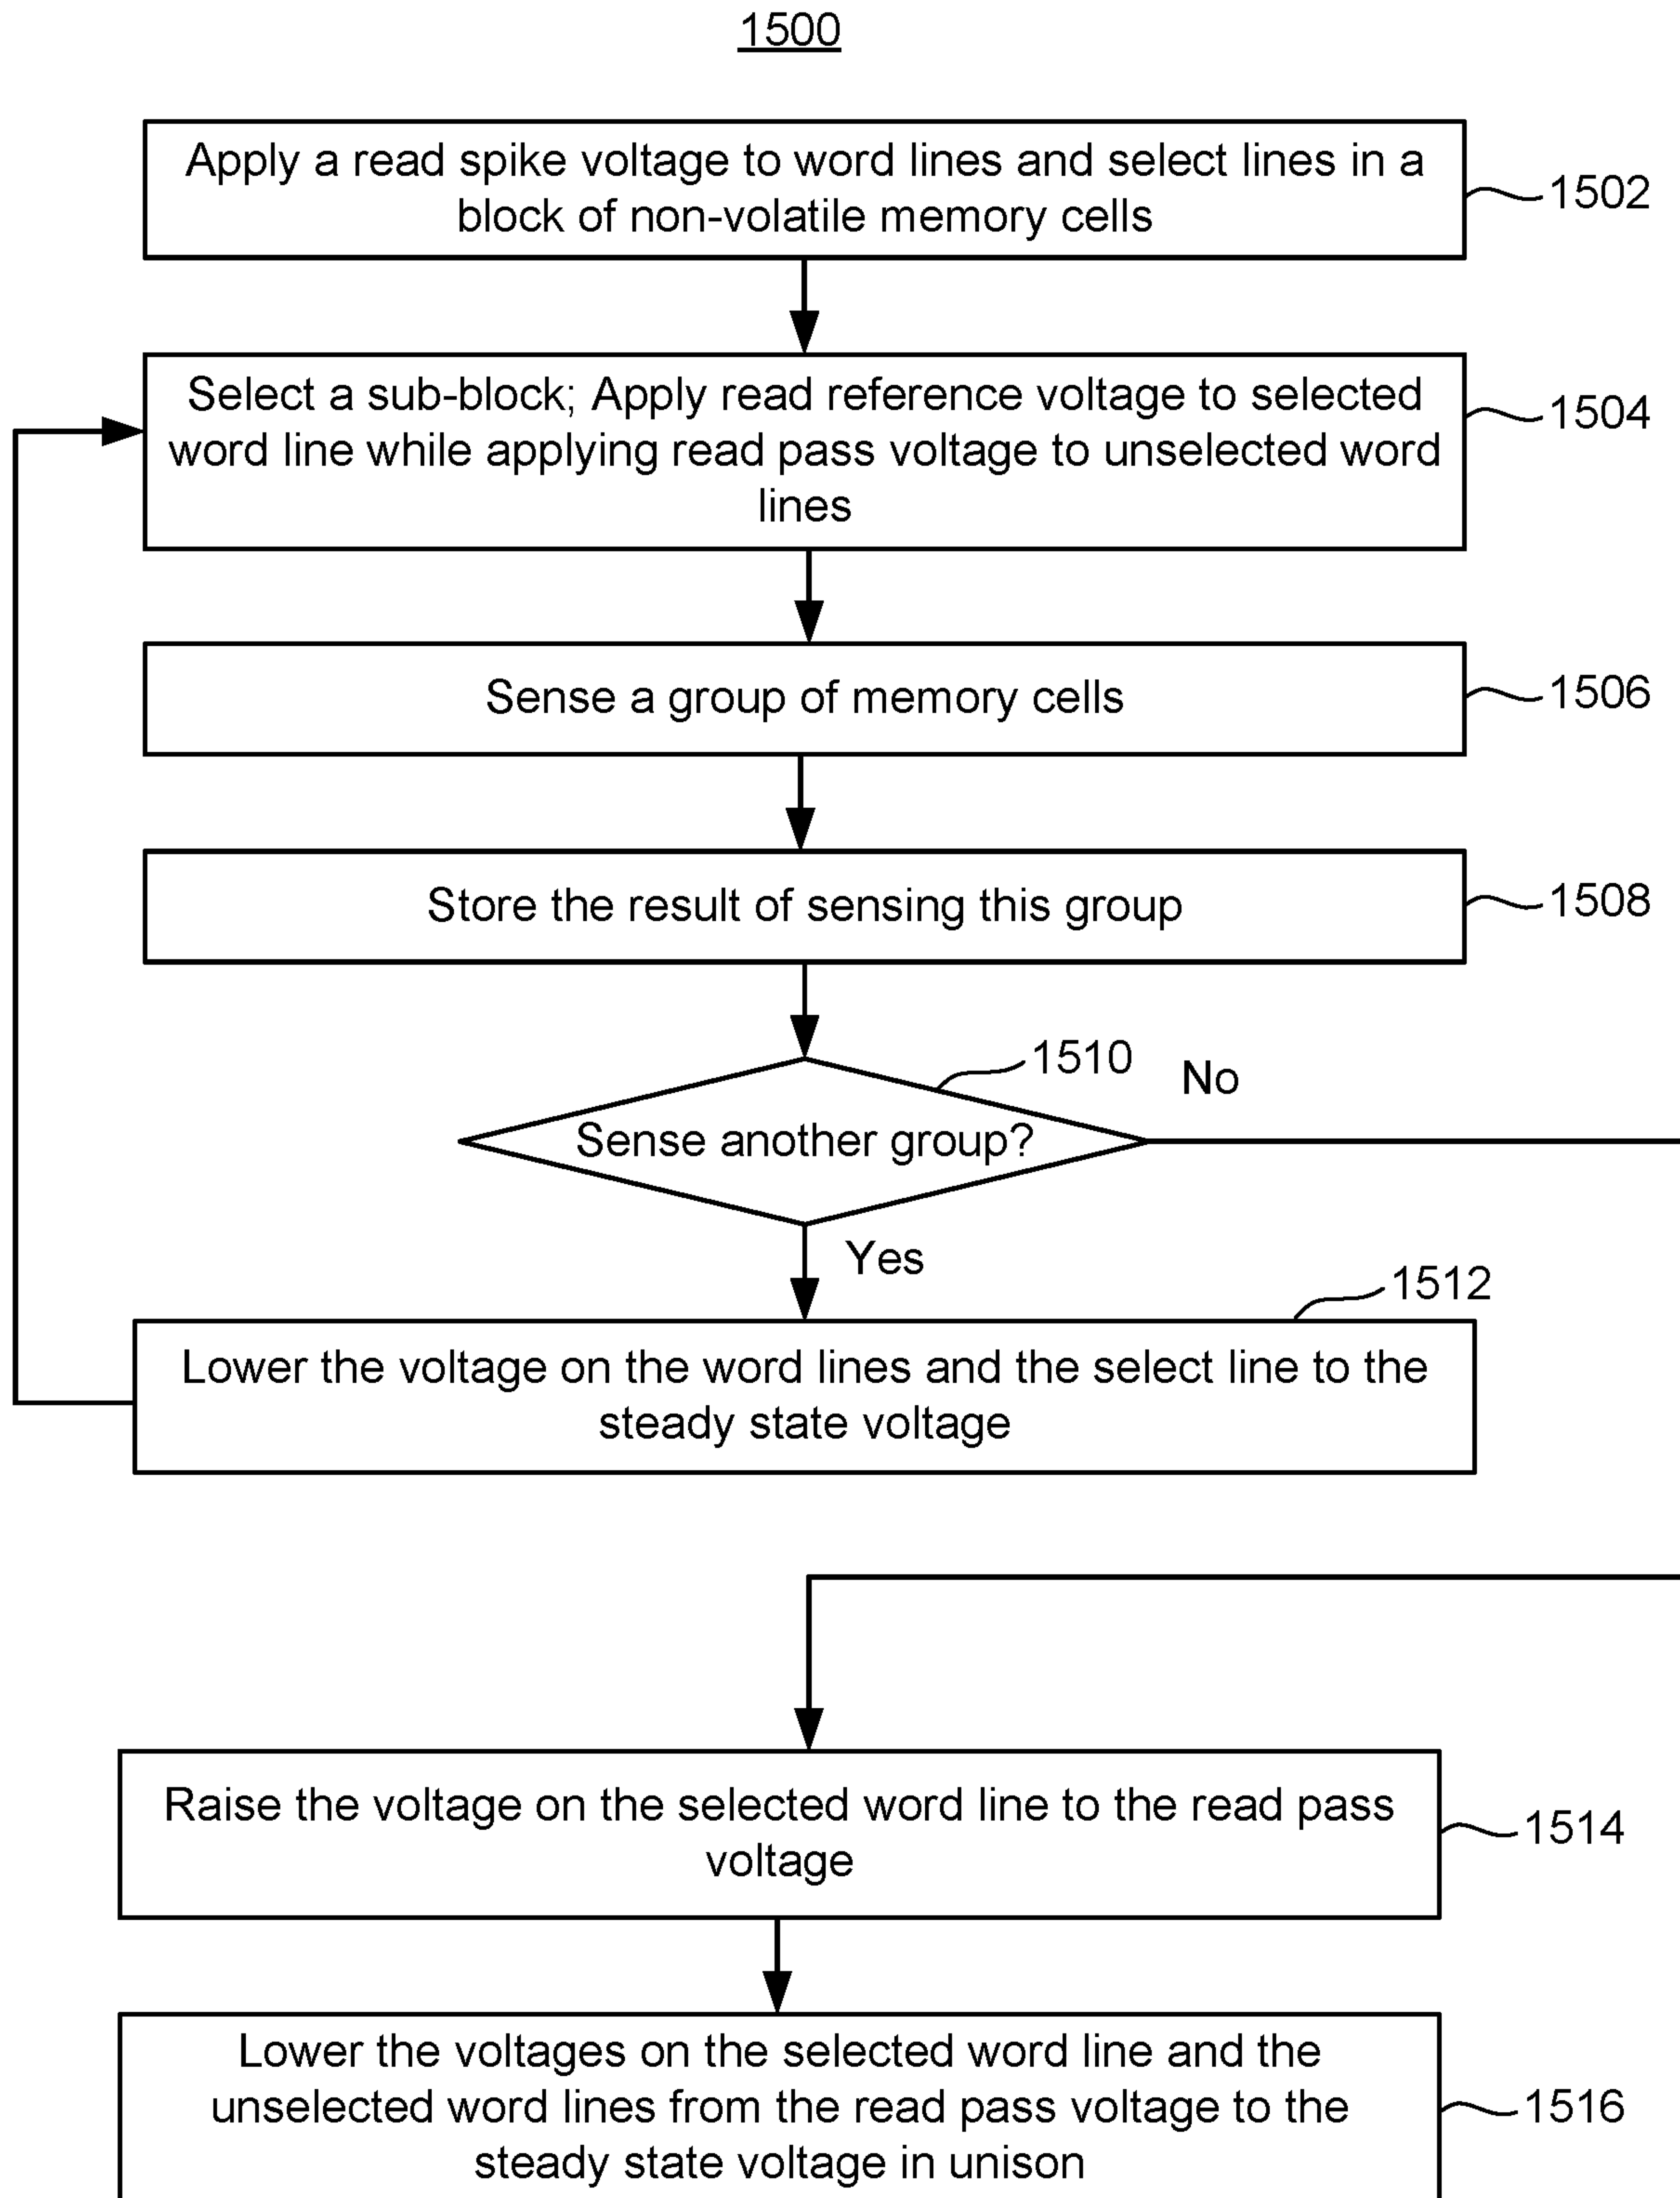 1500
Apply a read spike voltage to word lines and select lines in a
block of non-volatile memory cells
1502
Select a sub-block; Apply read reference voltage to selected
word line while applying read pass voltage to unselected word
lines
1504
Sense a group of memory cells
1506
Store the result of sensing this group
1508
1510
No
Sense another group?
Yes
1512
Lower the voltage on the word lines and the select line to the
steady state voltage
Raise the voltage on the selected word line to the read pass
voltage
1514
Lower the voltages on the selected word line and the
unselected word lines from the read pass voltage to the
steady state voltage in unison
1516